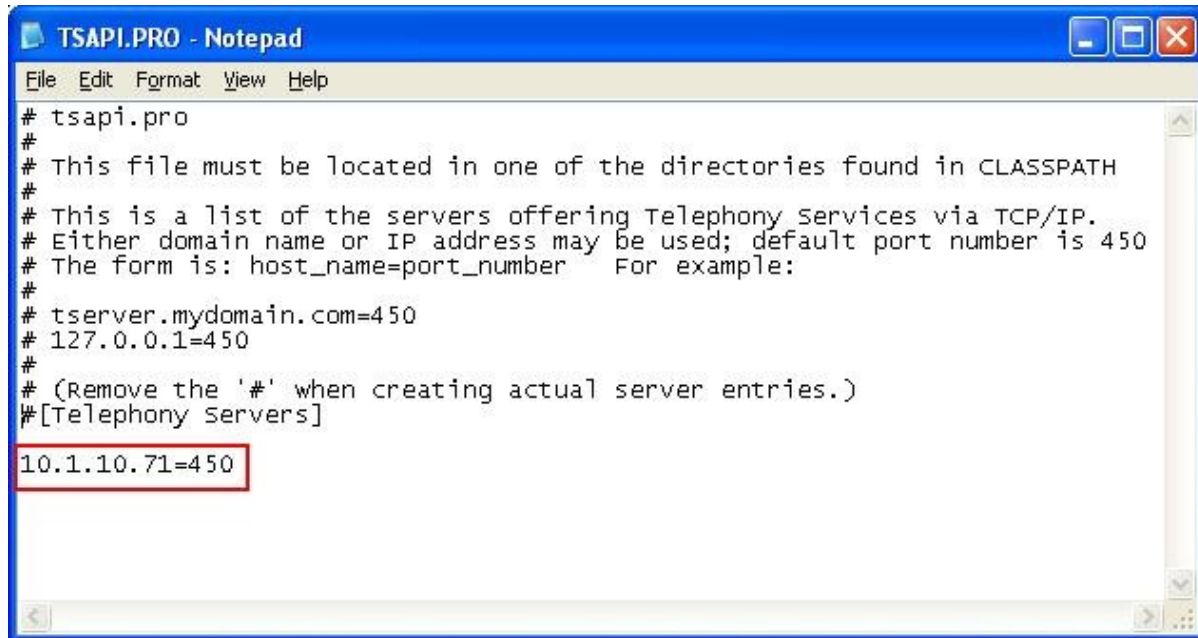 TSAPI.PRO - Notepad
File Edit Format View Help
# tsapi.pro
#
# This file must be located in one of the directories found in CLASSPATH
#
# This is a list of the servers offering Telephony Services via TCP/IP.
# Either domain name or IP address may be used; default port number is 450
# The form is: host_name=port_number   For example:
#
# tserver.mydomain.com=450
# 127.0.0.1=450
#
# (Remove the '#' when creating actual server entries.)
#[Telephony Servers]
10.1.10.71=450